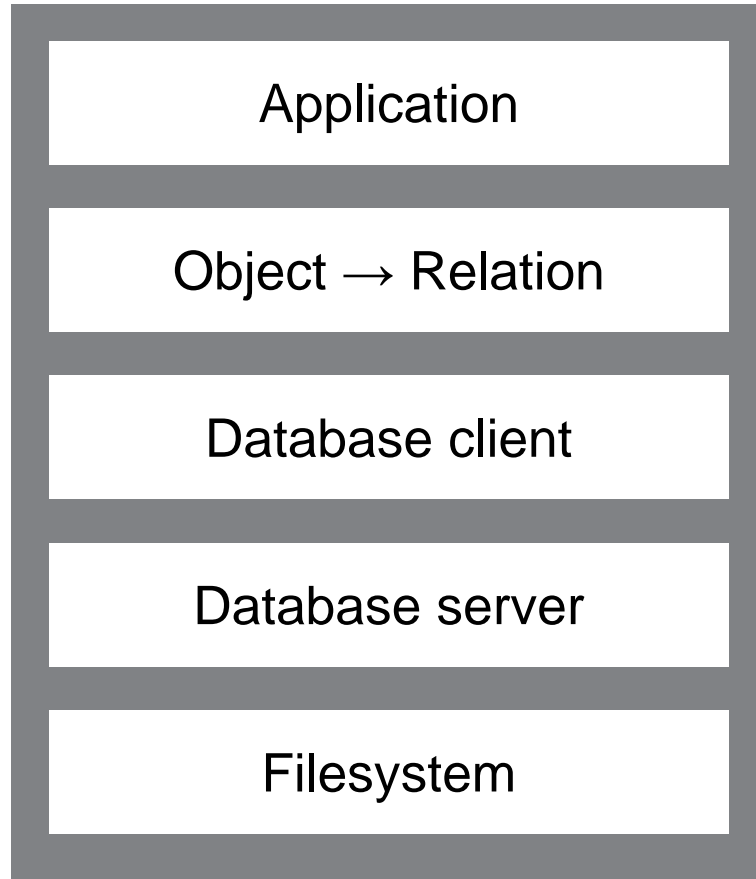 Application
Object → Relation
Database client
Database server
Filesystem